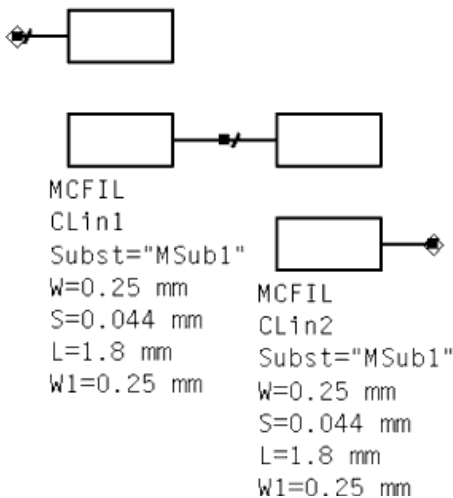 MCFIL
CLin1
Subst="MSub1"
W=0.25 mm
S=0.044 mm
L=1.8 mm
W1=0.25 mm
MCFIL
CLin2
Subst="MSub1"
W=0.25 mm
S=0.044 mm
L=1.8 mm
W1=0.25 mm